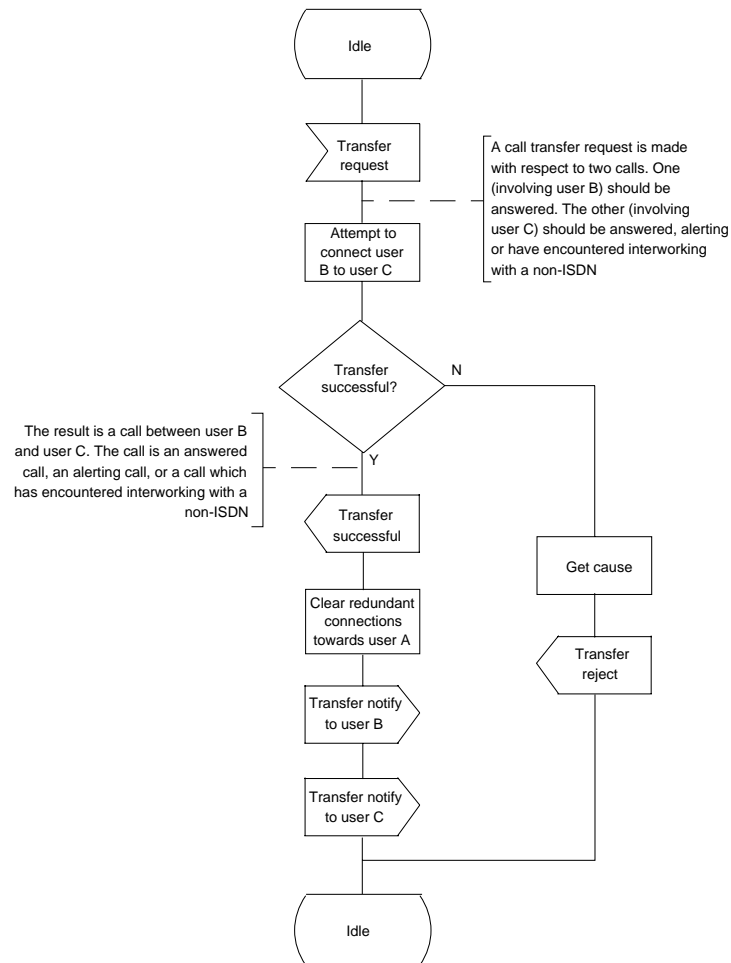 Idle
Transfer
request
A call transfer request is made
with respect to two calls. One
(involving user B) should be
answered. The other (involving
user C) should be answered, alerting
or have encountered interworking
with a non-ISDN
Attempt to
connect user
B to user C
Transfer
successful?
N
The result is a call between user B
and user C. The call is an answered
call, an alerting call, or a call which
has encountered interworking with a
non-ISDN
Y
Transfer
successful
Get cause
Clear redundant
connections
towards user A
Transfer
reject
Transfer notify
to user B
Transfer notify
to user C
Idle